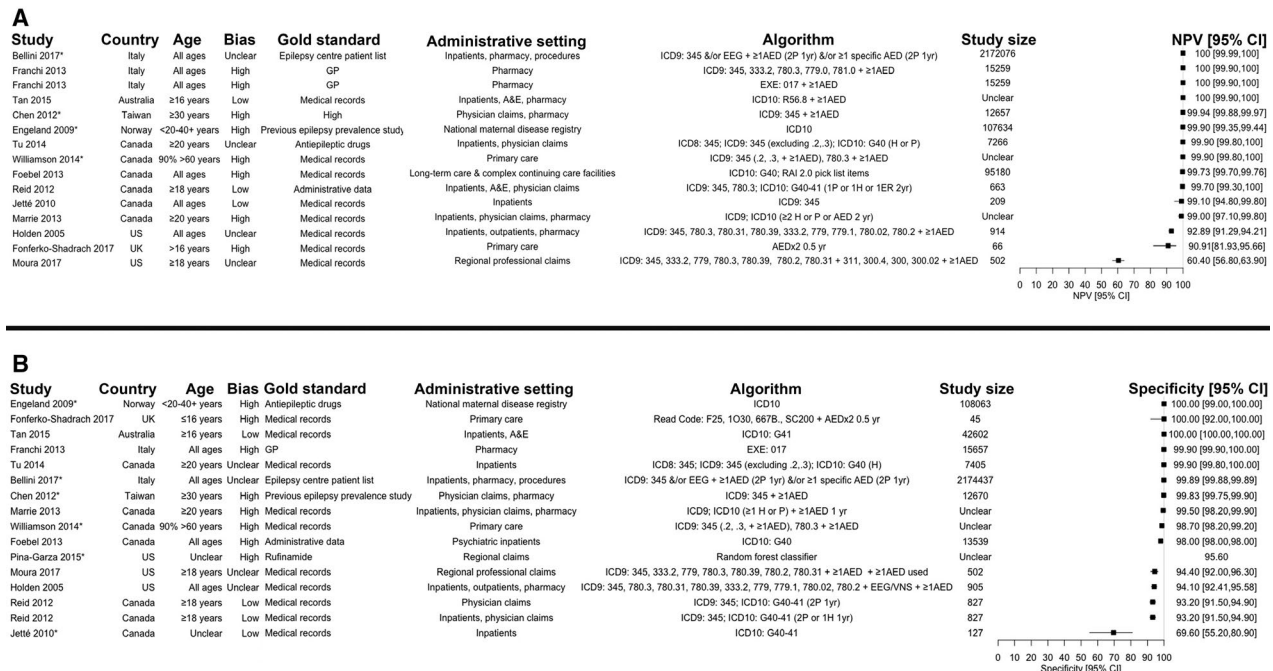 A
Study Country Age Bias Gold standard Administrative setting Algorithm Study size NPV [95% CI]
Bellini 2017* Italy All ages Unclear Epilepsy centre patient list Inpatients, pharmacy, procedures ICD9: 345 &/or EEG + ≥1AED (2P 1yr) &/or ≥1 specific AED (2P 1yr) 2172076 100 [99.99,100]
Franchi 2013 Italy All ages High GP Pharmacy ICD9: 345, 333.2, 780.3, 779.0, 781.0 + ≥1AED 15259 100 [99.90,100]
Franchi 2013 Italy All ages High GP Pharmacy EXE: 017 + ≥1AED 15259 100 [99.90,100]
Tan 2015 Australia ≥16 years Low Medical records Inpatients, A&E, pharmacy ICD10: R56.8 + ≥1AED Unclear 100 [99.90,100]
Chen 2012* Taiwan ≥30 years High High Physician claims, pharmacy ICD9: 345 + ≥1AED 12657 99.94 [99.88,99.97]
Engeland 2009* Norway <20-40+ years High Previous epilepsy prevalence study National maternal disease registry ICD10 107634 99.90 [99.35,99.44]
Tu 2014 Canada ≥20 years Unclear Antiepileptic drugs Inpatients, physician claims ICD8: 345; ICD9: 345 (excluding .2,.3); ICD10: G40 (H or P) 7266 99.90 [99.80,100]
Williamson 2014* Canada 90% >60 years High Medical records Primary care ICD9: 345 (.2, .3, + ≥1AED), 780.3 + ≥1AED Unclear 99.90 [99.80,100]
Foebel 2013 Canada All ages High Medical records Long-term care & complex continuing care facilities ICD10: G40; RAI 2.0 pick list items 95180 99.73 [99.70,99.76]
Reid 2012 Canada ≥18 years Low Administrative data Inpatients, A&E, physician claims ICD9: 345, 780.3; ICD10: G40-41 (1P or 1H or 1ER 2yr) 663 99.70 [99.30,100]
Jetté 2010 Canada All ages Low Medical records Inpatients ICD9: 345 209 99.10 [94.80,99.80]
Marrie 2013 Canada ≥20 years High Medical records Inpatients, physician claims, pharmacy ICD9; ICD10 (≥2 H or P or AED 2 yr) Unclear 99.00 [97.10,99.80]
Holden 2005 US All ages Unclear Medical records Inpatients, outpatients, pharmacy ICD9: 345, 780.3, 780.31, 780.39, 333.2, 779, 779.1, 780.02, 780.2 + ≥1AED 914 92.89 [91.29,94.21]
Fonferko-Shadrach 2017 UK >16 years High Medical records Primary care AEDx2 0.5 yr 66 90.91[81.93,95.66]
Moura 2017 US ≥18 years Unclear Medical records Regional professional claims ICD9: 345, 333.2, 779, 780.3, 780.39, 780.2, 780.31 + 311, 300.4, 300, 300.02 + ≥1AED 502 60.40 [56.80,63.90]
0 10 20 30 40 50 60 70 80 90 100
NPV [95% CI]
B
Study Country Age Bias Gold standard Administrative setting Algorithm Study size Specificity [95% CI]
Engeland 2009* Norway <20-40+ years High Antiepileptic drugs National maternal disease registry ICD10 108063 100.00 [99.00,100.00]
Fonferko-Shadrach 2017 UK ≤16 years High Medical records Primary care Read Code: F25, 1O30, 667B., SC200 + AEDx2 0.5 yr 45 100.00 [92.00,100.00]
Tan 2015 Australia ≥16 years Low Medical records Inpatients, A&E ICD10: G41 42602 100.00 [100.00,100.00]
Franchi 2013 Italy All ages High GP Pharmacy EXE: 017 15657 99.90 [99.80,100.00]
Tu 2014 Canada ≥20 years Unclear Medical records Inpatients ICD8: 345; ICD9: 345 (excluding .2,.3); ICD10: G40 (H) 7405 99.90 [99.80,100.00]
Bellini 2017* Italy All ages Unclear Epilepsy centre patient list Inpatients, pharmacy, procedures ICD9: 345 &/or EEG + ≥1AED (2P 1yr) &/or ≥1 specific AED (2P 1yr) 2174437 99.89 [99.88,99.89]
Chen 2012* Taiwan ≥30 years High Previous epilepsy prevalence study Physician claims, pharmacy ICD9: 345 + ≥1AED 12670 99.83 [99.75,99.90]
Marrie 2013 Canada ≥20 years High Medical records Inpatients, physician claims, pharmacy ICD9; ICD10 (≥1 H or P) + ≥1AED 1 yr Unclear 99.50 [98.20,99.90]
Williamson 2014* Canada 90% >60 years High Medical records Primary care ICD9: 345 (.2, .3, + ≥1AED), 780.3 + ≥1AED Unclear 98.70 [98.20,99.20]
Foebel 2013 Canada All ages High Administrative data Psychiatric inpatients ICD10: G40 13539 98.00 [98.00,98.00]
Pina-Garza 2015* US Unclear High Rufinamide Regional claims Random forest classifier Unclear 95.60
Moura 2017 US ≥18 years Unclear Medical records Regional professional claims ICD9: 345, 333.2, 779, 780.3, 780.39, 780.2, 780.31 + ≥1AED + ≥1AED used 502 94.40 [92.00,96.30]
Holden 2005 US All ages Unclear Medical records Inpatients, outpatients, pharmacy ICD9: 345, 780.3, 780.31, 780.39, 333.2, 779, 779.1, 780.02, 780.2 + EEG/VNS + ≥1AED 905 94.10 [92.41,95.58]
Reid 2012 Canada ≥18 years Low Medical records Physician claims ICD9: 345; ICD10: G40-41 (2P 1yr) 827 93.20 [91.50,94.90]
Reid 2012 Canada ≥18 years Low Medical records Inpatients, physician claims ICD9: 345; ICD10: G40-41 (2P or 1H 1yr) 827 93.20 [91.50,94.90]
Jetté 2010* Canada Unclear Low Medical records Inpatients ICD10: G40-41 127 69.60 [55.20,80.90]
0 10 20 30 40 50 60 70 80 90 100
Specificity [95% CI]